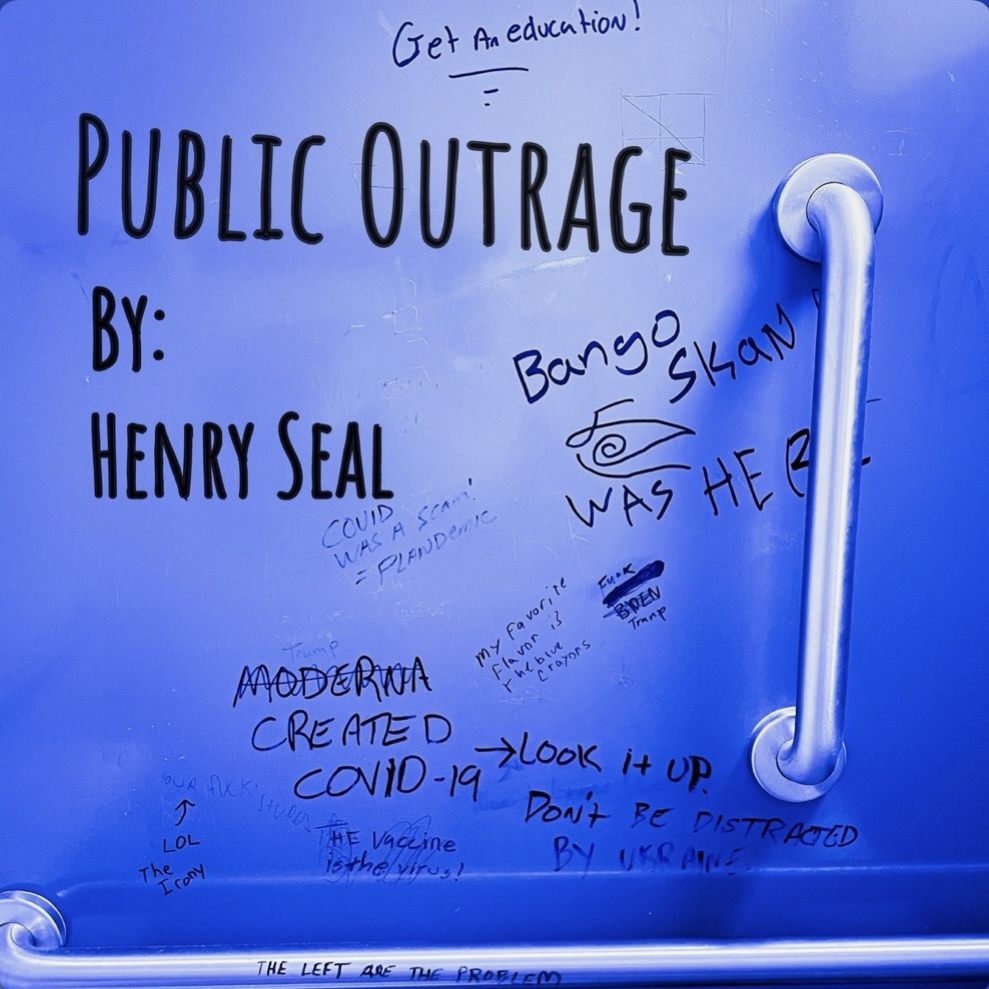 Get An education!
PUBLIC OUTRAGE
BY:
HENRY SEAL
Bango
SKAN
WAS HERE
COVID
WAS A scam!
= PLANDEMIC
Fuck
BIDEN
Trump
My Favorite
Flavor is
the blue
crayons
Trump
MODERNA
CREATED
COVID-19
→ LOOK it UP.
DON'T BE DISTRACTED
BY UKRAINE
↑
LOL
The
Irony
THE Vaccine
is the virus!
THE LEFT ARE THE PROBLEM